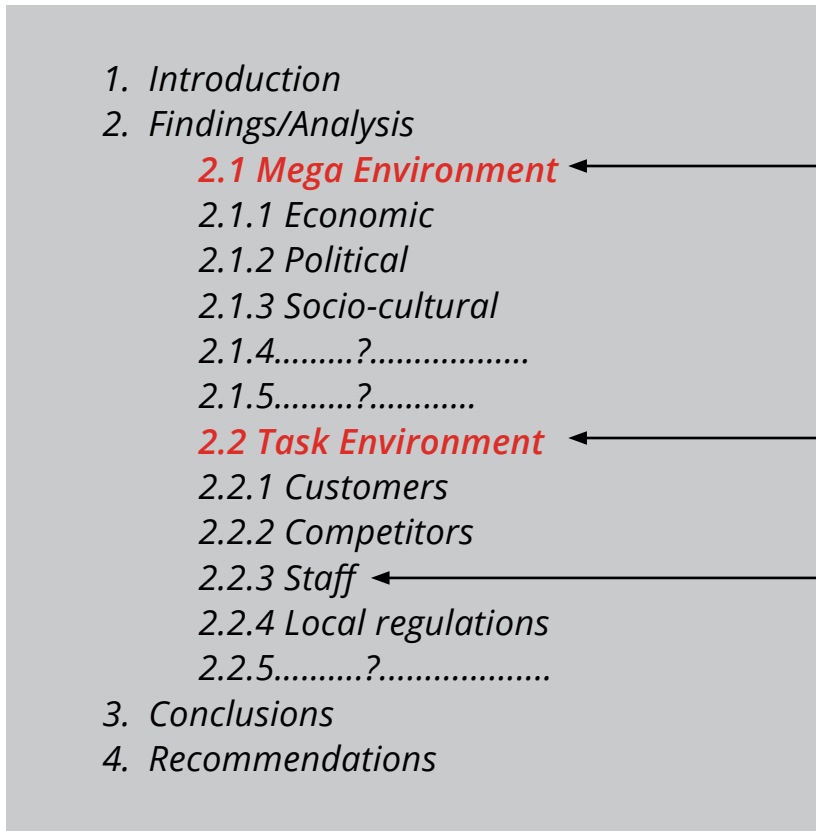 1. Introduction
2. Findings/Analysis
2.1 Mega Environment
2.1.1 Economic
2.1.2 Political
2.1.3 Socio-cultural
2.1.4.........?..................
2.1.5.........?............
2.2 Task Environment
2.2.1 Customers
2.2.2 Competitors
2.2.3 Staff
2.2.4 Local regulations
2.2.5..........?...................
3. Conclusions
4. Recommendations